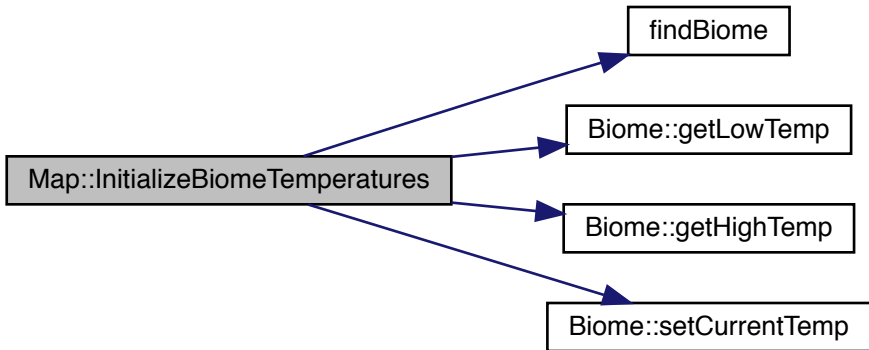 findBiome
Biome::getLowTemp
Map::InitializeBiomeTemperatures
Biome::getHighTemp
Biome::setCurrentTemp